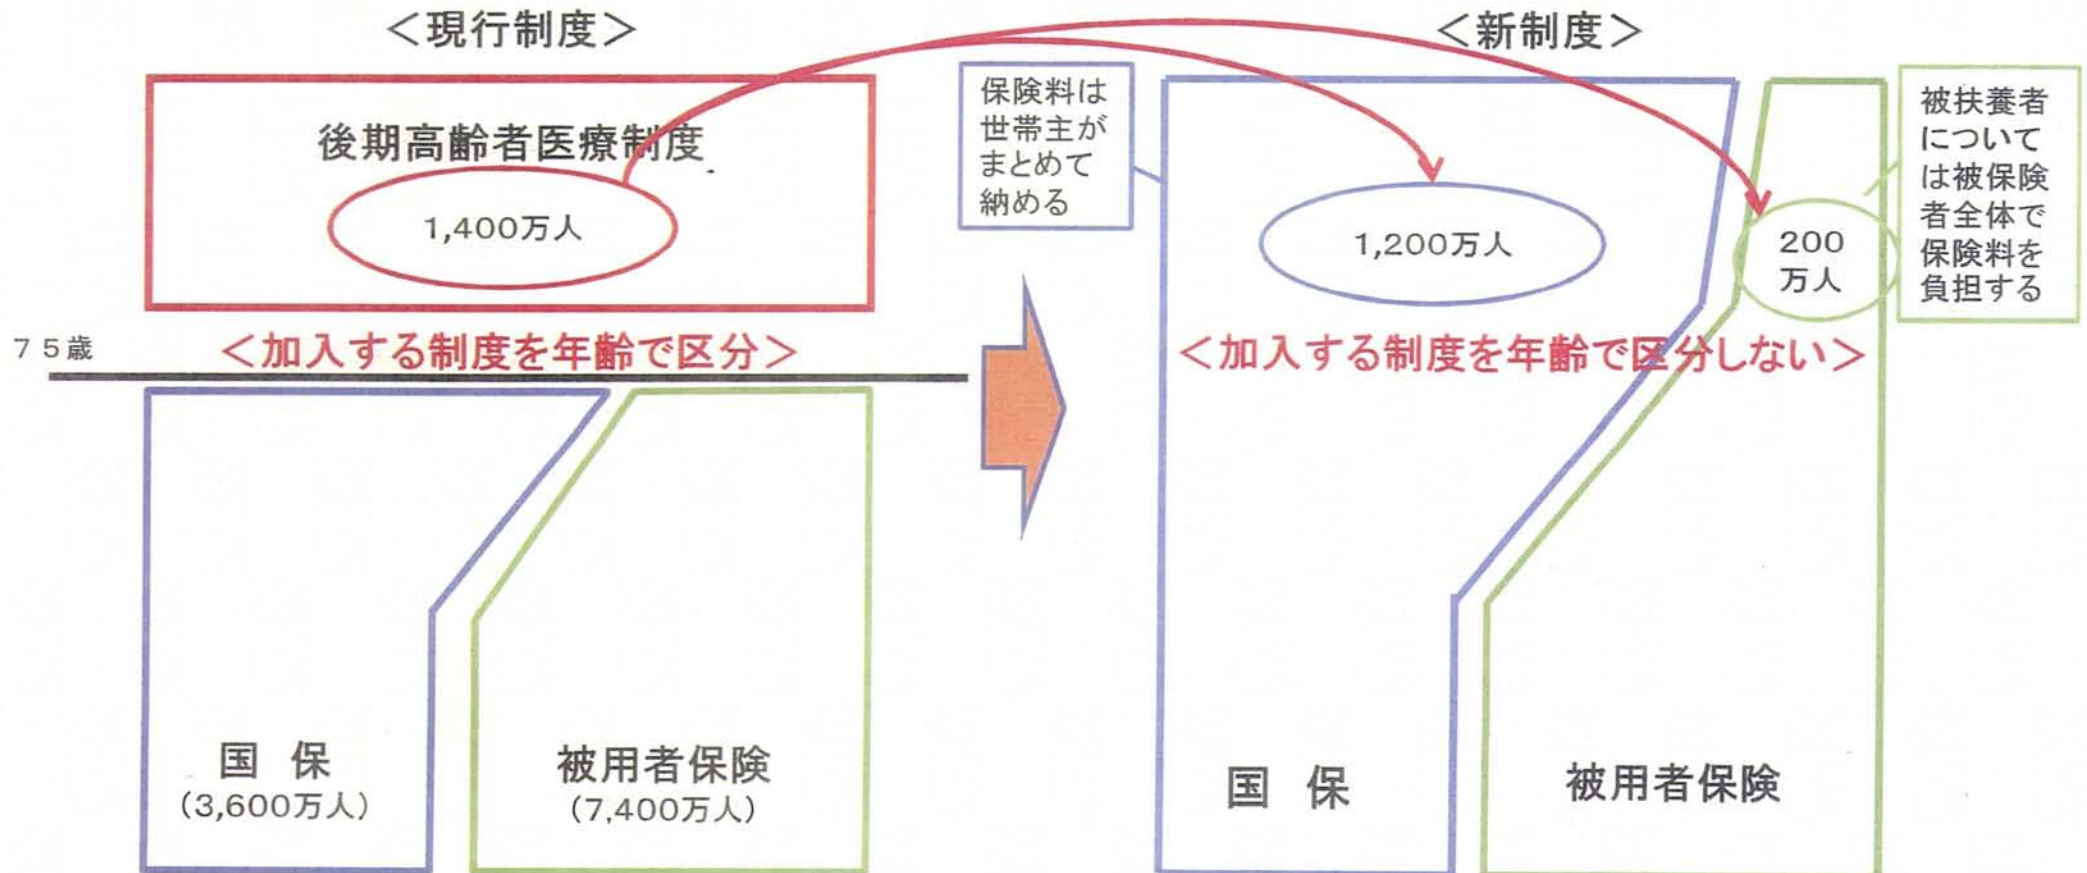 ＜現行制度＞
後期高齢者医療制度
1,400万人
７５歳
＜加入する制度を年齢で区分＞
国 保
(3,600万人)
被用者保険
(7,400万人)
＜新制度＞
保険料は
世帯主が
まとめて
納める
1,200万人
200
万人
被扶養者
について
は被保険
者全体で
保険料を
負担する
＜加入する制度を年齢で区分しない＞
国 保
被用者保険